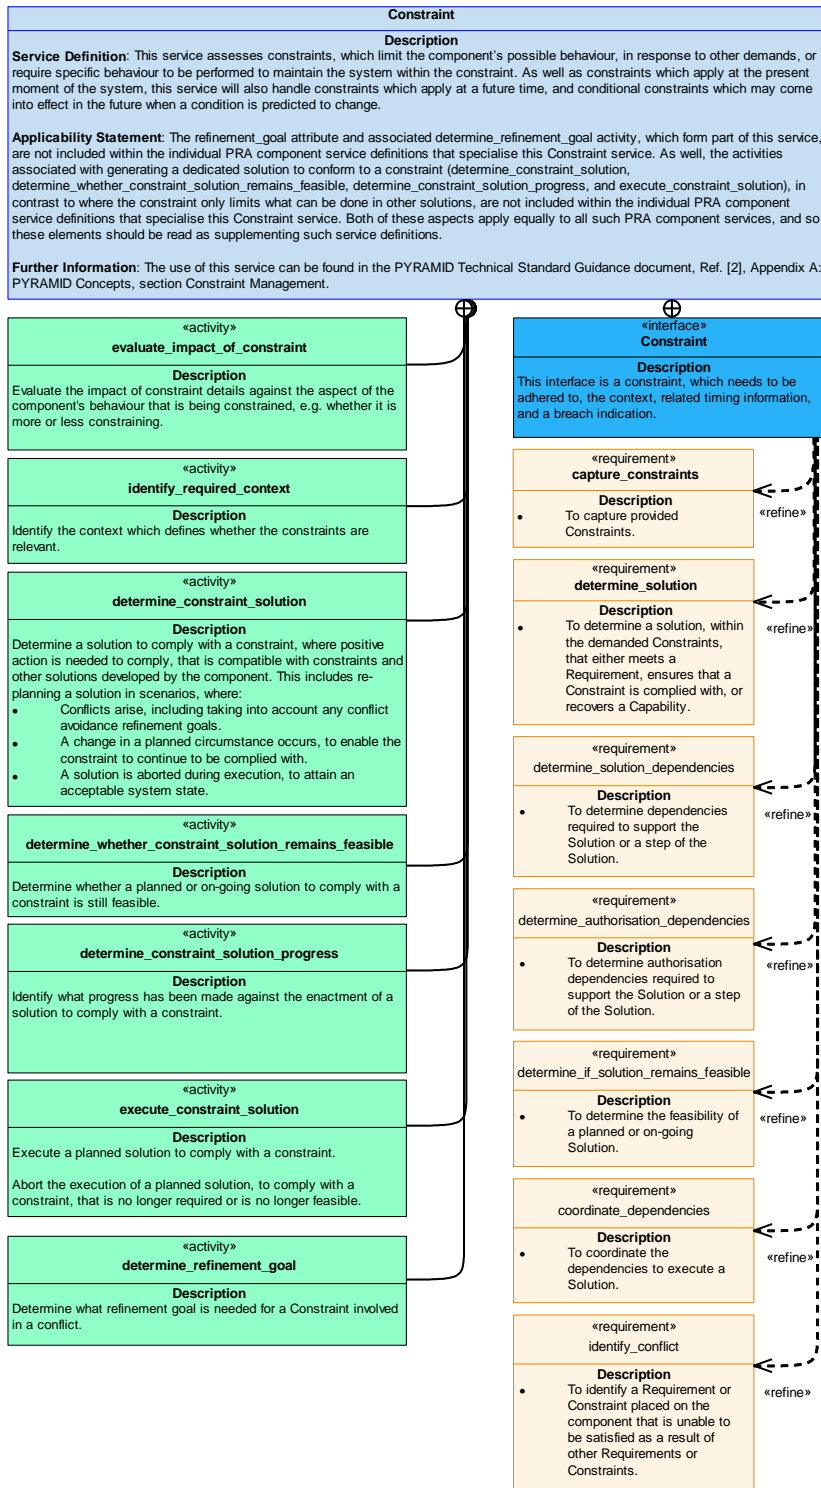 Constraint
Description
Service Definition: This service assesses constraints, which limit the component's possible behaviour, in response to other demands, or
require specific behaviour to be performed to maintain the system within the constraint. As well as constraints which apply at the present
moment of the system, this service will also handle constraints which apply at a future time, and conditional constraints which may come
into effect in the future when a condition is predicted to change.
Applicability Statement: The refinement_goal attribute and associated determine_refinement_goal activity, which form part of this service,
are not included within the individual PRA component service definitions that specialise this Constraint service. As well, the activities
associated with generating a dedicated solution to conform to a constraint (determine_constraint_solution,
determine_whether_constraint_solution_remains_feasible, determine_constraint_solution_progress, and execute_constraint_solution), in
contrast to where the constraint only limits what can be done in other solutions, are not included within the individual PRA component
service definitions that specialise this Constraint service. Both of these aspects apply equally to all such PRA component services, and so
these elements should be read as supplementing such service definitions.
Further Information: The use of this service can be found in the PYRAMID Technical Standard Guidance document, Ref. [2], Appendix A:
PYRAMID Concepts, section Constraint Management.
«activity»
evaluate_impact_of_constraint
Description
Evaluate the impact of constraint details against the aspect of the
component's behaviour that is being constrained, e.g. whether it is
more or less constraining.
«activity»
identify_required_context
Description
Identify the context which defines whether the constraints are
relevant.
«activity»
determine_constraint_solution
Description
Determine a solution to comply with a constraint, where positive
action is needed to comply, that is compatible with constraints and
other solutions developed by the component. This includes re-
planning a solution in scenarios, where:
• Conflicts arise, including taking into account any conflict
avoidance refinement goals.
• A change in a planned circumstance occurs, to enable the
constraint to continue to be complied with.
• A solution is aborted during execution, to attain an
acceptable system state.
«activity»
determine_whether_constraint_solution_remains_feasible
Description
Determine whether a planned or on-going solution to comply with a
constraint is still feasible.
«activity»
determine_constraint_solution_progress
Description
Identify what progress has been made against the enactment of a
solution to comply with a constraint.
«activity»
execute_constraint_solution
Description
Execute a planned solution to comply with a constraint.
Abort the execution of a planned solution, to comply with a
constraint, that is no longer required or is no longer feasible.
«activity»
determine_refinement_goal
Description
Determine what refinement goal is needed for a Constraint involved
in a conflict.
«interface»
Constraint
Description
This interface is a constraint, which needs to be
adhered to, the context, related timing information,
and a breach indication.
«requirement»
capture_constraints
Description
• To capture provided
Constraints.
«refine»
«requirement»
determine_solution
Description
• To determine a solution, within
the demanded Constraints,
that either meets a
Requirement, ensures that a
Constraint is complied with, or
recovers a Capability.
«refine»
«requirement»
determine_solution_dependencies
Description
• To determine dependencies
required to support the
Solution or a step of the
Solution.
«refine»
«requirement»
determine_authorisation_dependencies
Description
• To determine authorisation
dependencies required to
support the Solution or a step
of the Solution.
«refine»
«requirement»
determine_if_solution_remains_feasible
Description
• To determine the feasibility of
a planned or on-going
Solution.
«refine»
«requirement»
coordinate_dependencies
Description
• To coordinate the
dependencies to execute a
Solution.
«refine»
«requirement»
identify_conflict
Description
• To identify a Requirement or
Constraint placed on the
component that is unable to
be satisfied as a result of
other Requirements or
Constraints.
«refine»